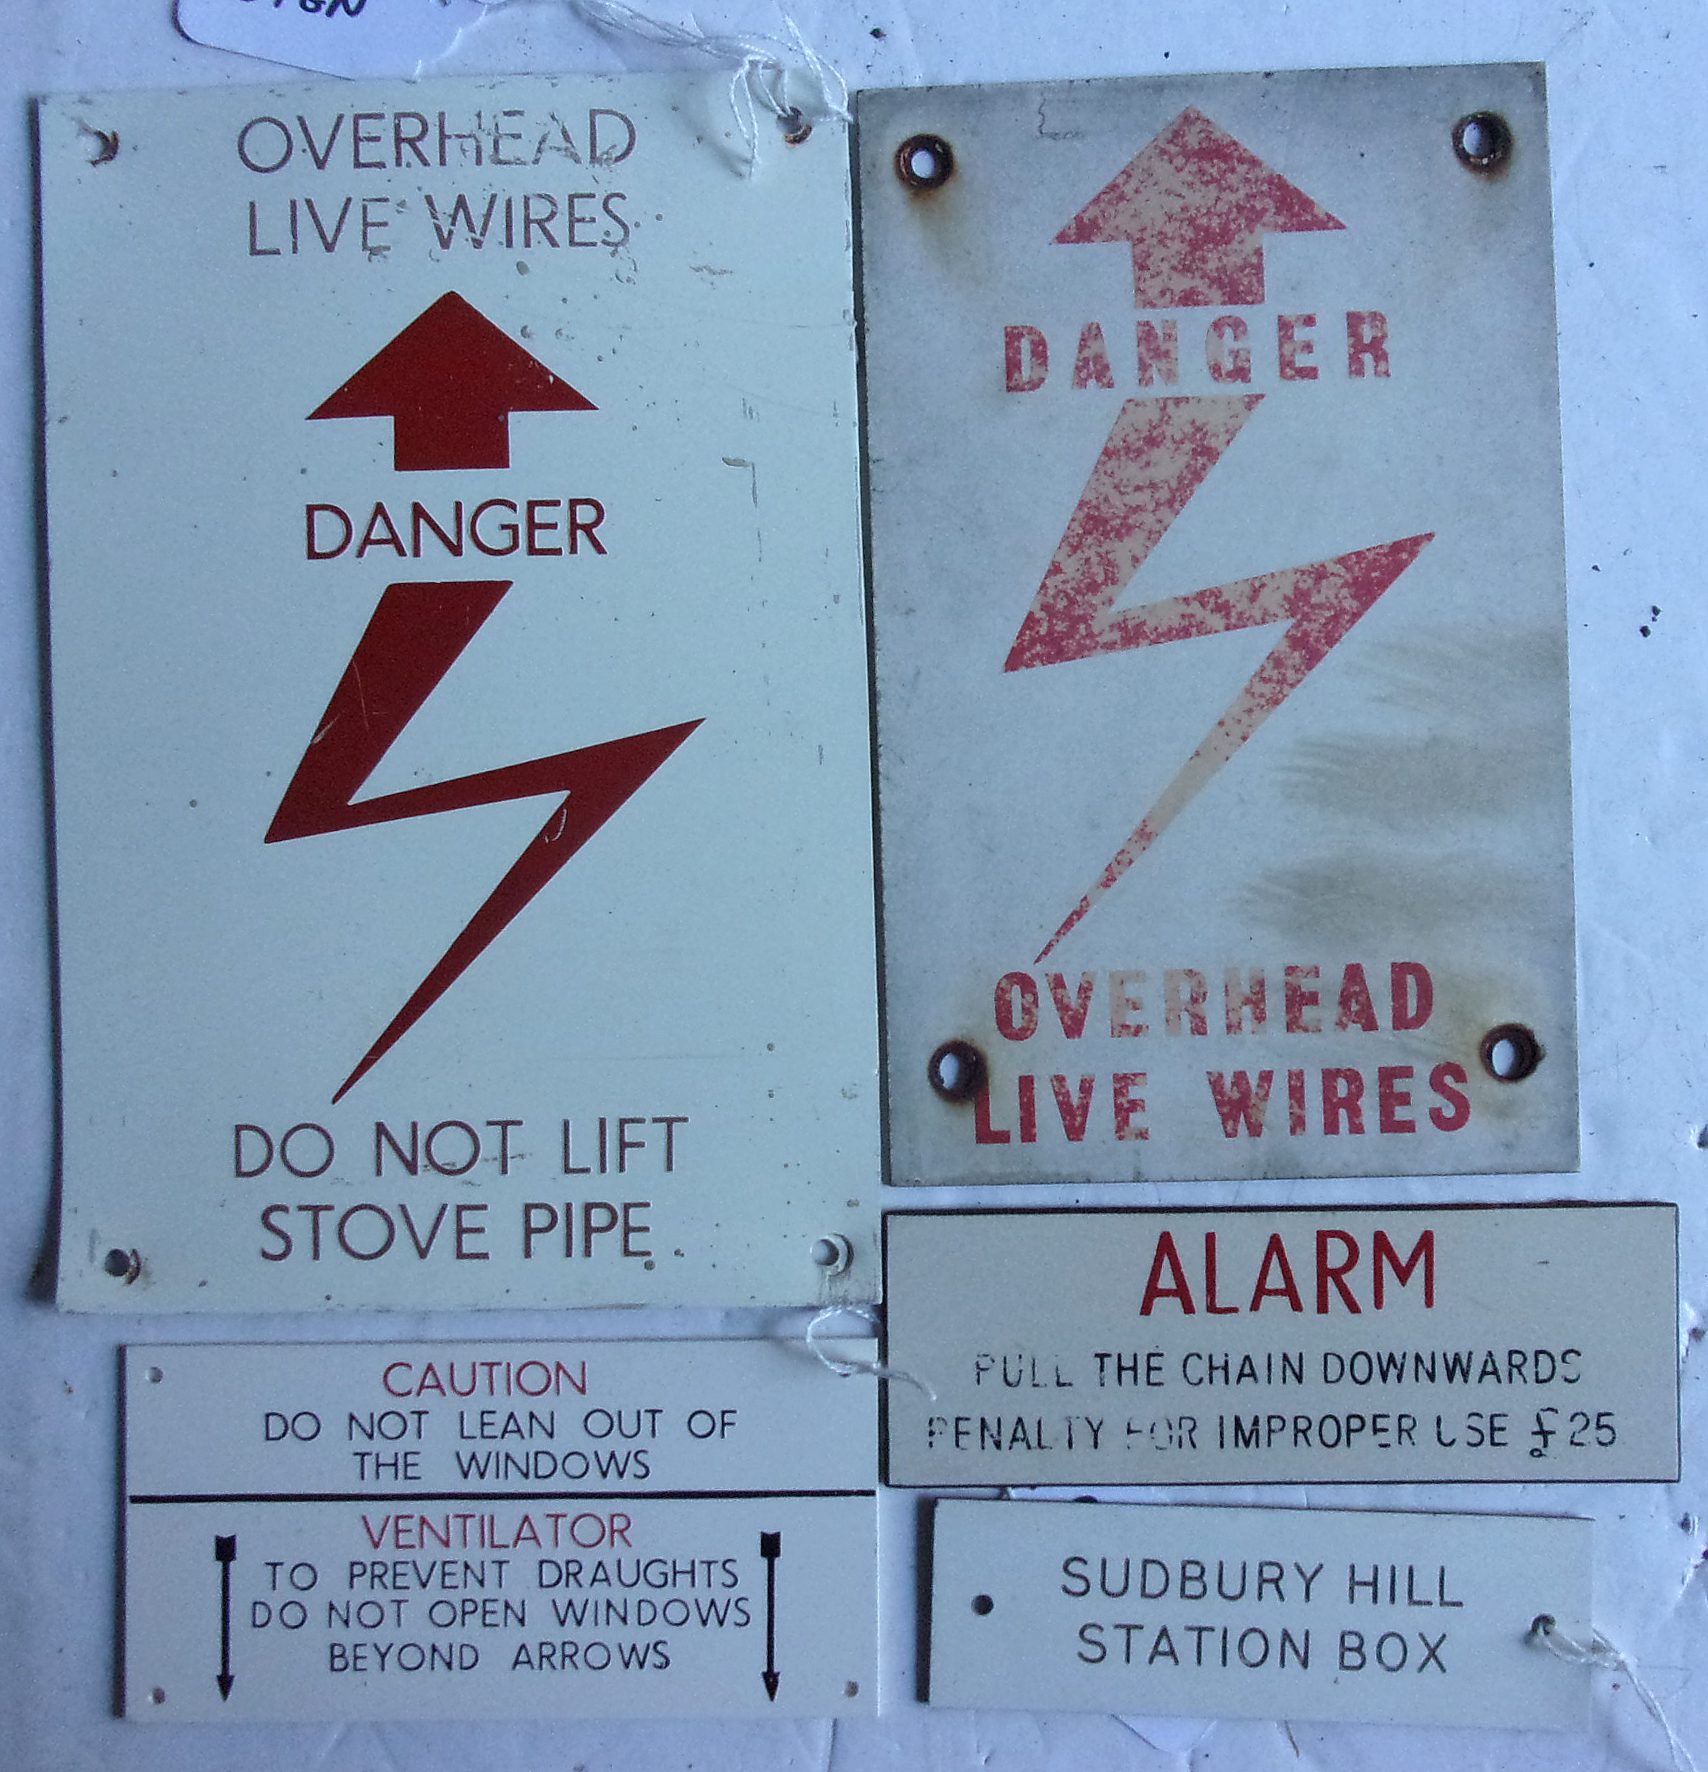 OVERHEAD
LIVE WIRES
DANGER
DO NOT LIFT
STOVE PIPE.
DANGER
OVERHEAD
LIVE WIRES
ALARM
PULL THE CHAIN DOWNWARDS
PENALTY FOR IMPROPER USE £25
CAUTION
DO NOT LEAN OUT OF
THE WINDOWS
VENTILATOR
TO PREVENT DRAUGHTS
DO NOT OPEN WINDOWS
BEYOND ARROWS
SUDBURY HILL
STATION BOX